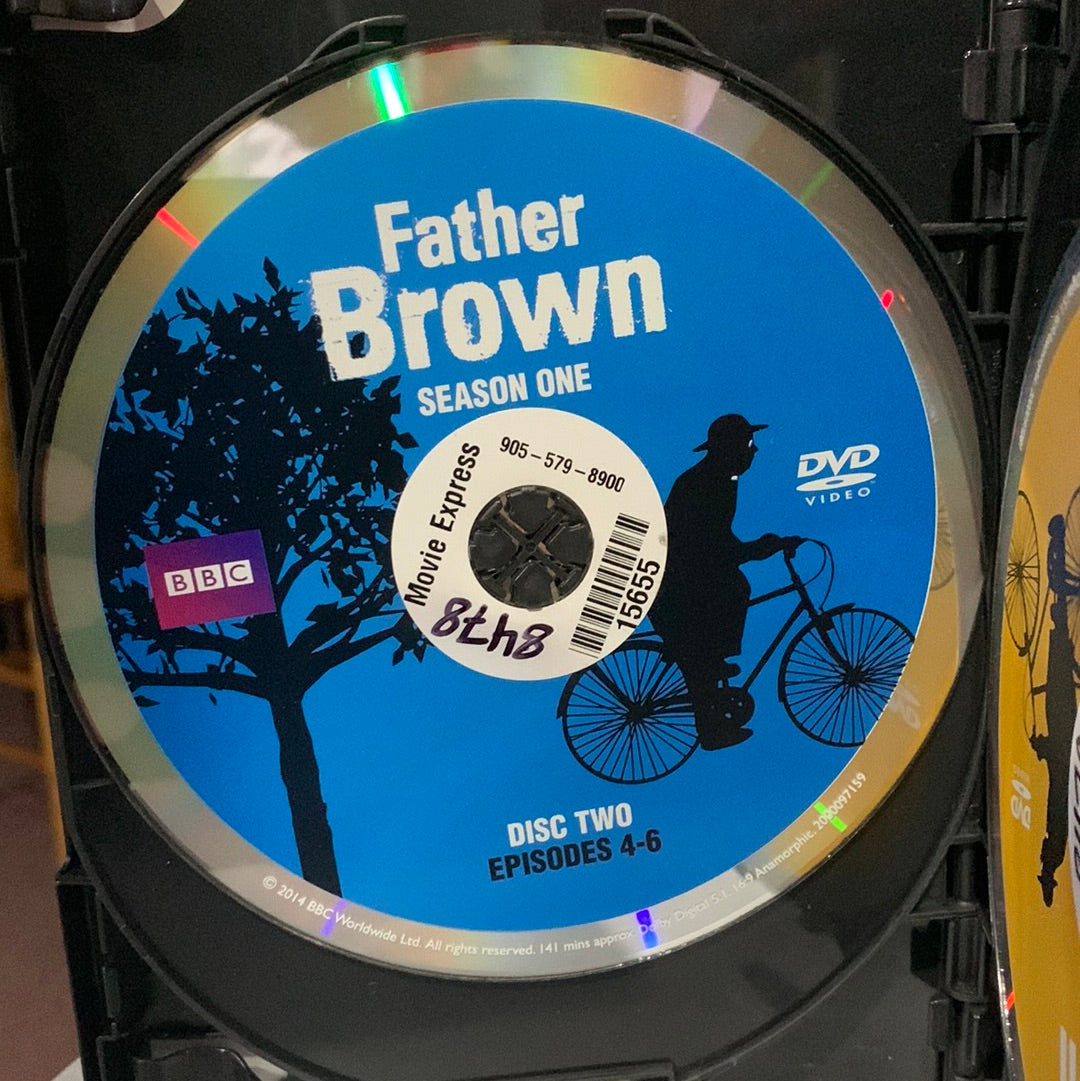 Father
Brown
SEASON ONE
905-579-8900
Movie Express
15655
8478
DVD
VIDEO
BBC
DISC TWO
EPISODES 4-6
© 2014 BBC Worldwide Ltd. All rights reserved. 141 mins approx. Dolby Digital 5.1. 16:9 Anamorphic. 2000097159